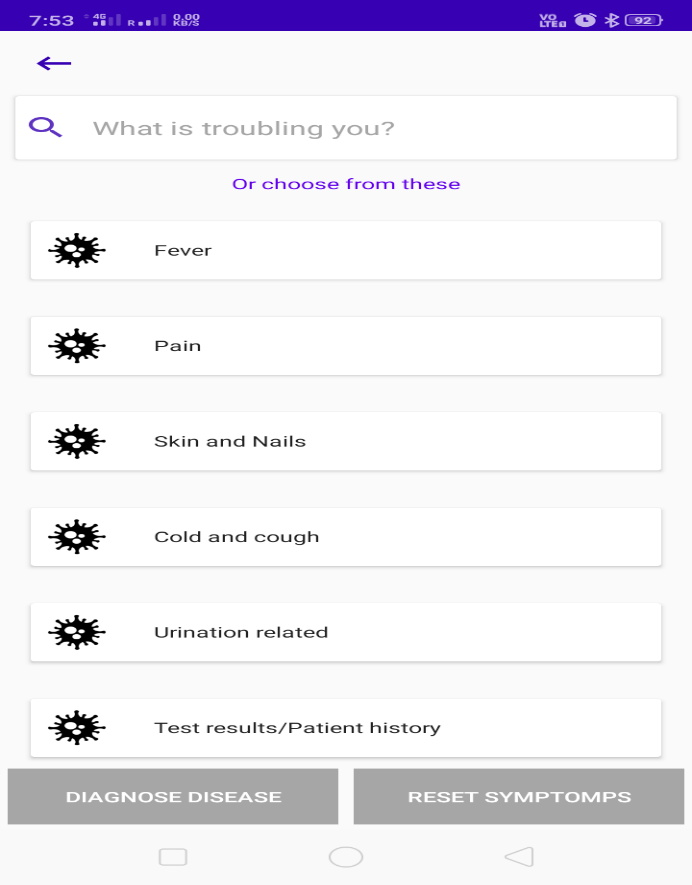 7:53 4G R 0.00 KB/S VO LTE1 92
What is troubling you?
Or choose from these
Fever
Pain
Skin and Nails
Cold and cough
Urination related
Test results/Patient history
DIAGNOSE DISEASE RESET SYMPTOMPS